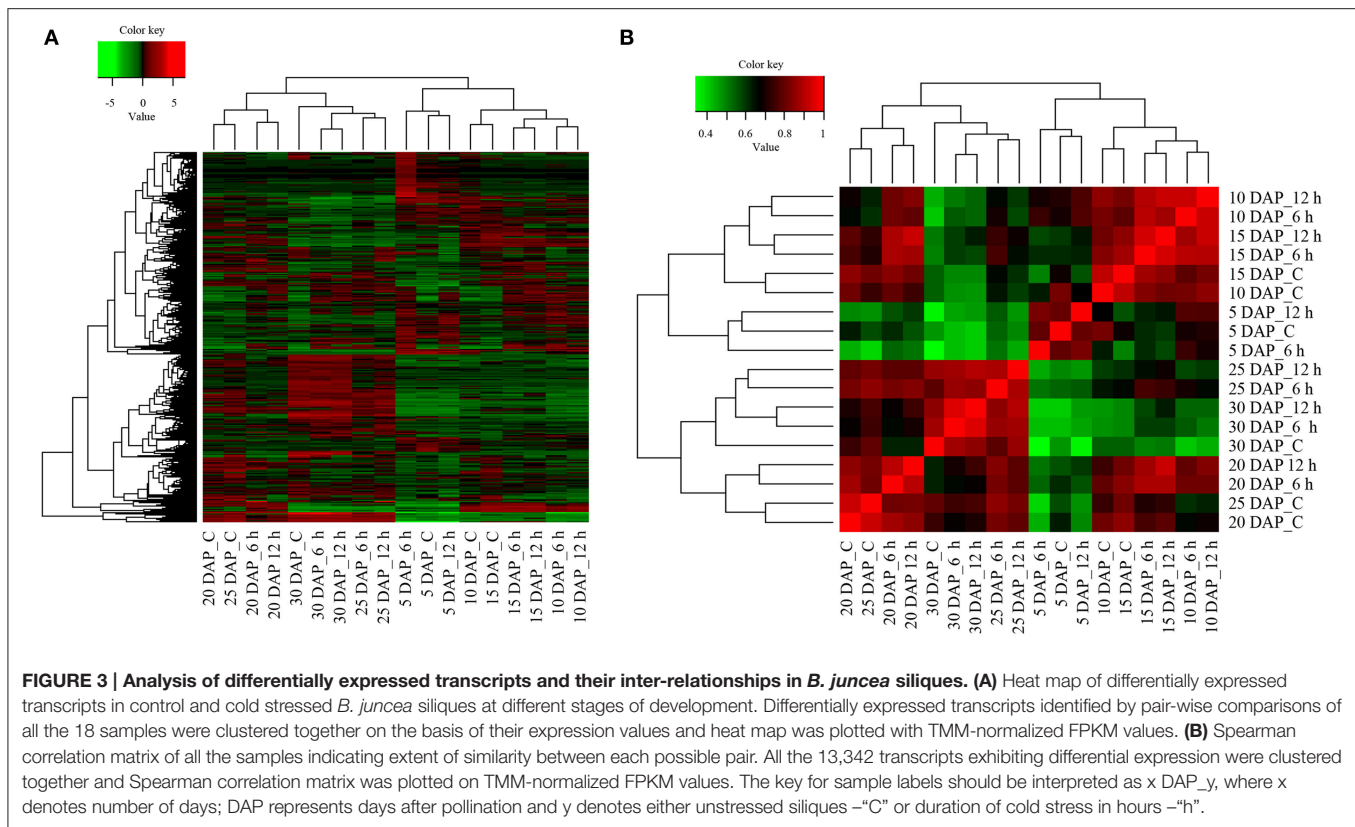 A
Color key
-5 0 5
Value
20 DAP_C
25 DAP_C
20 DAP_6 h
20 DAP_12 h
30 DAP_C
30 DAP_6 h
30 DAP_12 h
25 DAP_6 h
25 DAP_12 h
5 DAP_6 h
5 DAP_C
5 DAP_12 h
10 DAP_C
15 DAP_C
15 DAP_6 h
15 DAP_12 h
10 DAP_6 h
10 DAP_12 h
B
Color key
0.4 0.6 0.8 1
Value
10 DAP_12 h
10 DAP_6 h
15 DAP_12 h
15 DAP_6 h
15 DAP_C
10 DAP_C
5 DAP_12 h
5 DAP_C
5 DAP_6 h
25 DAP_12 h
25 DAP_6 h
30 DAP_12 h
30 DAP_6 h
30 DAP_C
20 DAP 12 h
20 DAP_6 h
25 DAP_C
20 DAP_C
20 DAP_C
25 DAP_C
20 DAP_6 h
20 DAP 12 h
30 DAP_C
30 DAP_6 h
30 DAP_12 h
25 DAP_6 h
25 DAP_12 h
5 DAP_6 h
5 DAP_C
5 DAP_12 h
10 DAP_C
15 DAP_C
15 DAP_6 h
15 DAP_12 h
10 DAP_6 h
10 DAP_12 h
FIGURE 3 | Analysis of differentially expressed transcripts and their inter-relationships in B. juncea siliques. (A) Heat map of differentially expressed
transcripts in control and cold stressed B. juncea siliques at different stages of development. Differentially expressed transcripts identified by pair-wise comparisons of
all the 18 samples were clustered together on the basis of their expression values and heat map was plotted with TMM-normalized FPKM values. (B) Spearman
correlation matrix of all the samples indicating extent of similarity between each possible pair. All the 13,342 transcripts exhibiting differential expression were clustered
together and Spearman correlation matrix was plotted on TMM-normalized FPKM values. The key for sample labels should be interpreted as x DAP_y, where x
denotes number of days; DAP represents days after pollination and y denotes either unstressed siliques –“C” or duration of cold stress in hours –“h”.